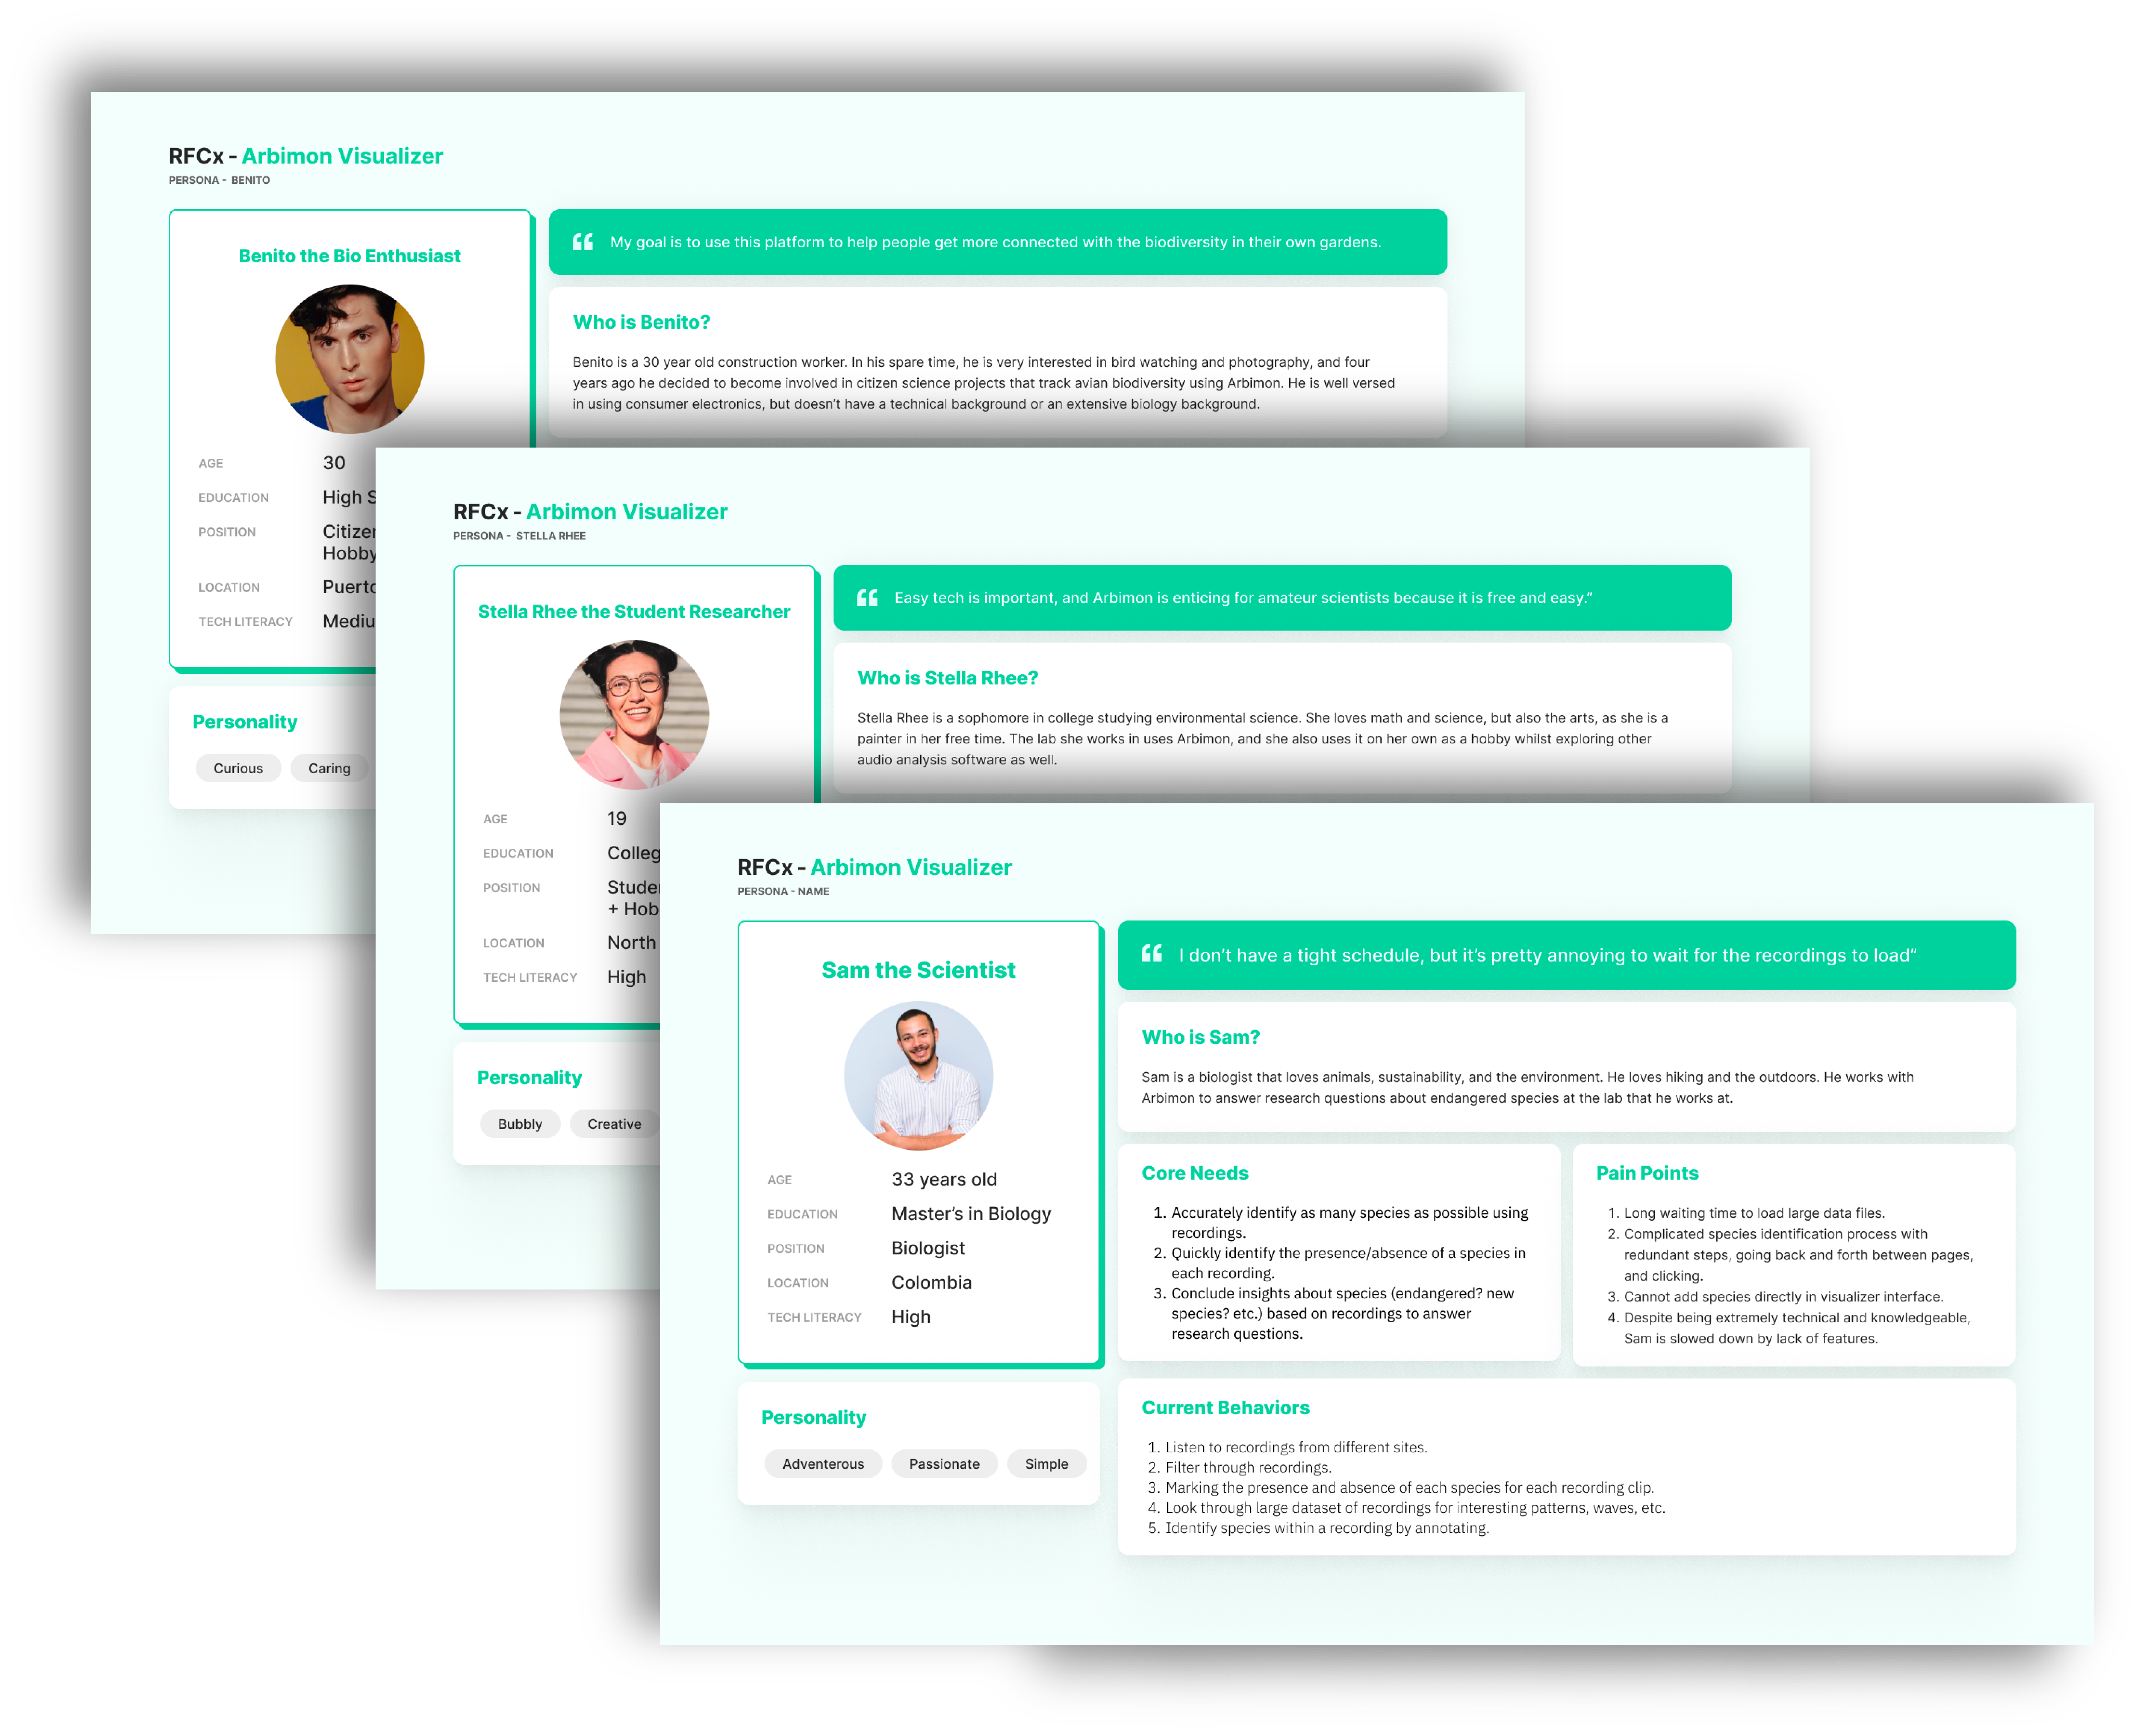 RFCx - Arbimon Visualizer
PERSONA - BENITO
Benito the Bio Enthusiast
AGE 30
EDUCATION High
POSITION
Hobby
LOCATION
TECH LITERACY
Personality
Curious Caring
“ My goal is to use this platform to help people get more connected with the biodiversity in their own gardens.
Who is Benito?
Benito is a 30 year old construction worker. In his spare time, he is very interested in bird watching and photography, and four
years ago he decided to become involved in citizen science projects that track avian biodiversity using Arbimon. He is well versed
in using consumer electronics, but doesn’t have a technical background or an extensive biology background.
RFCx - Arbimon Visualizer
PERSONA - STELLA RHEE
Stella Rhee the Student Researcher
AGE 19
EDUCATION
POSITION
+
LOCATION North
TECH LITERACY High
Personality
Bubbly Creative
“ Easy tech is important, and Arbimon is enticing for amateur scientists because it is free and easy.”
Who is Stella Rhee?
Stella Rhee is a sophomore in college studying environmental science. She loves math and science, but also the arts, as she is a
painter in her free time. The lab she works in uses Arbimon, and she also uses it on her own as a hobby whilst exploring other
audio analysis software as well.
RFCx - Arbimon Visualizer
PERSONA - NAME
Sam the Scientist
AGE 33 years old
EDUCATION Master’s in Biology
POSITION Biologist
LOCATION Colombia
TECH LITERACY High
Personality
Adventerous Passionate Simple
“ I don’t have a tight schedule, but it’s pretty annoying to wait for the recordings to load”
Who is Sam?
Sam is a biologist that loves animals, sustainability, and the environment. He loves hiking and the outdoors. He works with
Arbimon to answer research questions about endangered species at the lab that he works at.
Core Needs
1. Accurately identify as many species as possible using
recordings.
2. Quickly identify the presence/absence of a species in
each recording.
3. Conclude insights about species (endangered? new
species? etc.) based on recordings to answer
research questions.
Pain Points
1. Long waiting time to load large data files.
2. Complicated species identification process with
redundant steps, going back and forth between pages,
and clicking.
3. Cannot add species directly in visualizer interface.
4. Despite being extremely technical and knowledgeable,
Sam is slowed down by lack of features.
Current Behaviors
1. Listen to recordings from different sites.
2. Filter through recordings.
3. Marking the presence and absence of each species for each recording clip.
4. Look through large dataset of recordings for interesting patterns, waves, etc.
5. Identify species within a recording by annotating.